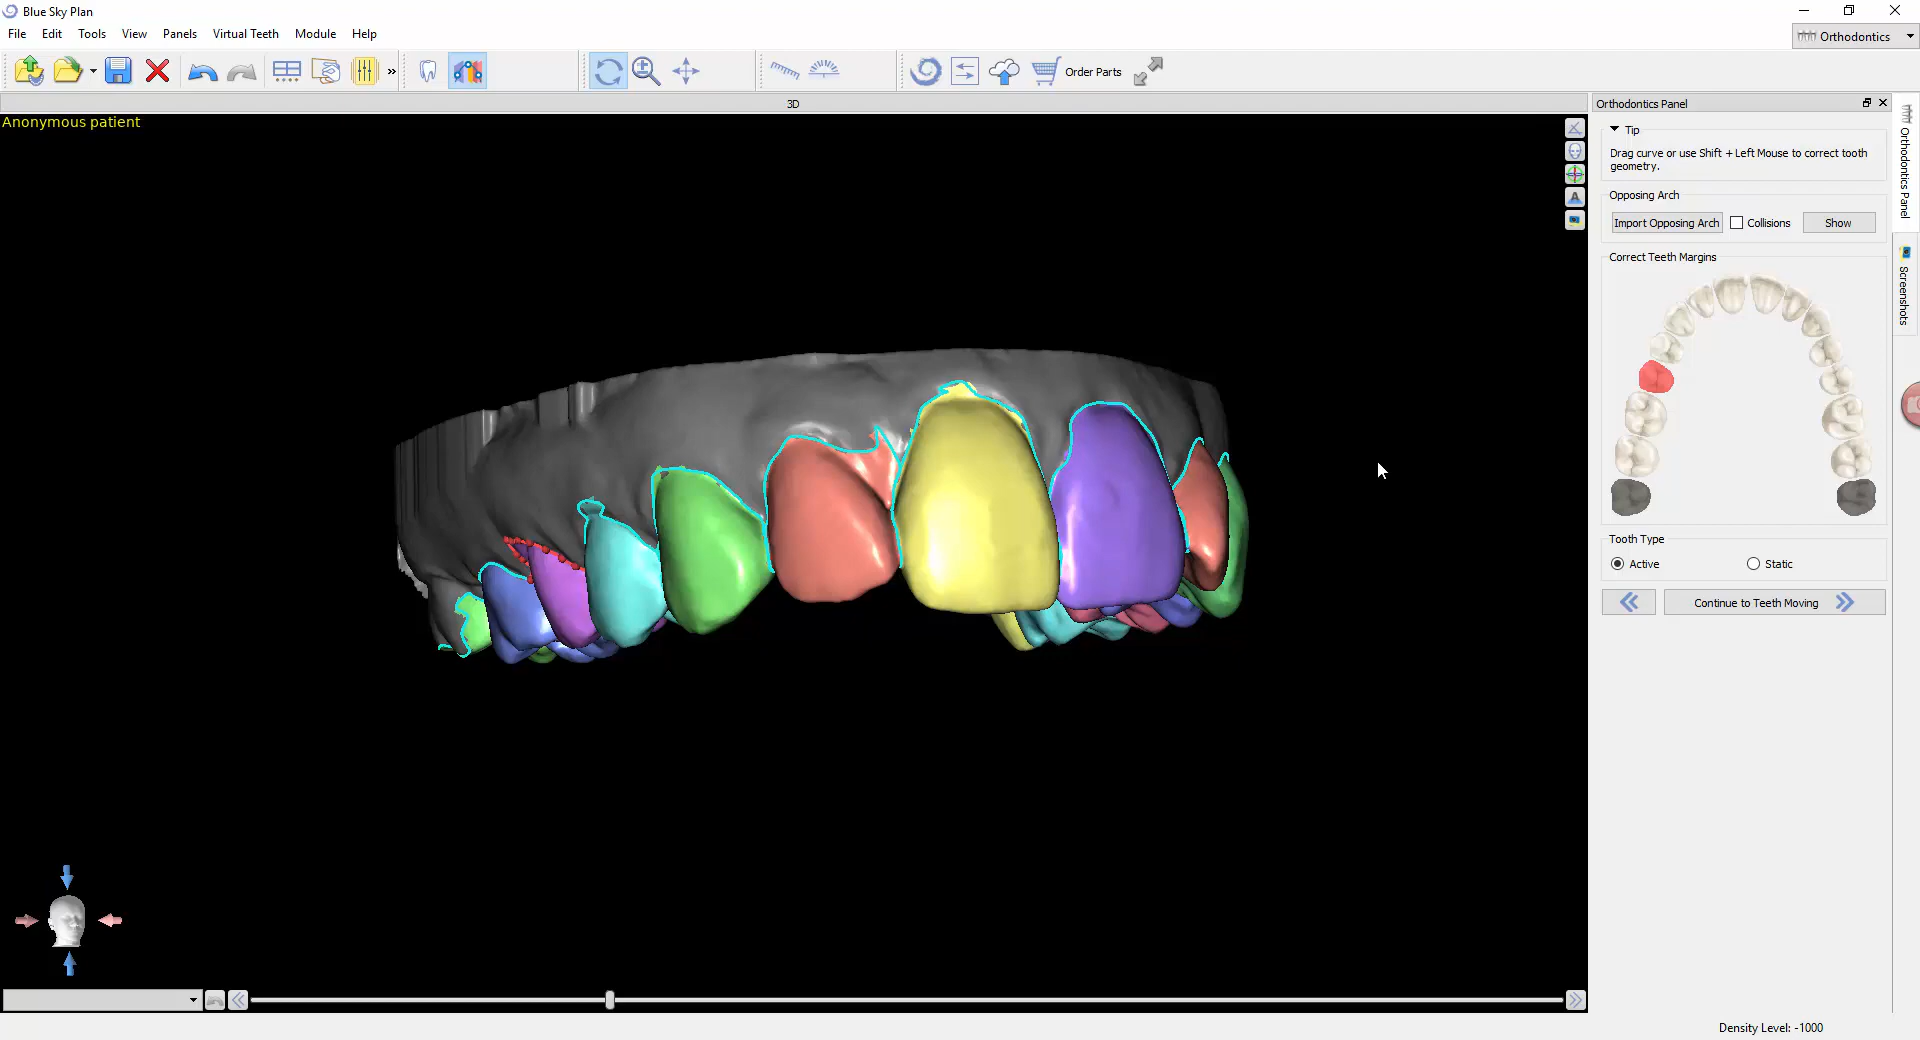 Blue Sky Plan
File Edit Tools View Panels Virtual Teeth Module Help
Orthodontics
» Order Parts
3D
Anonymous patient
Orthodontics Panel
Tip
Drag curve or use Shift + Left Mouse to correct tooth
geometry.
Opposing Arch
Import Opposing Arch Collisions Show
Correct Teeth Margins
Tooth Type
Active Static
Continue to Teeth Moving
Orthodontics Panel
Screenshots
Density Level: -1000